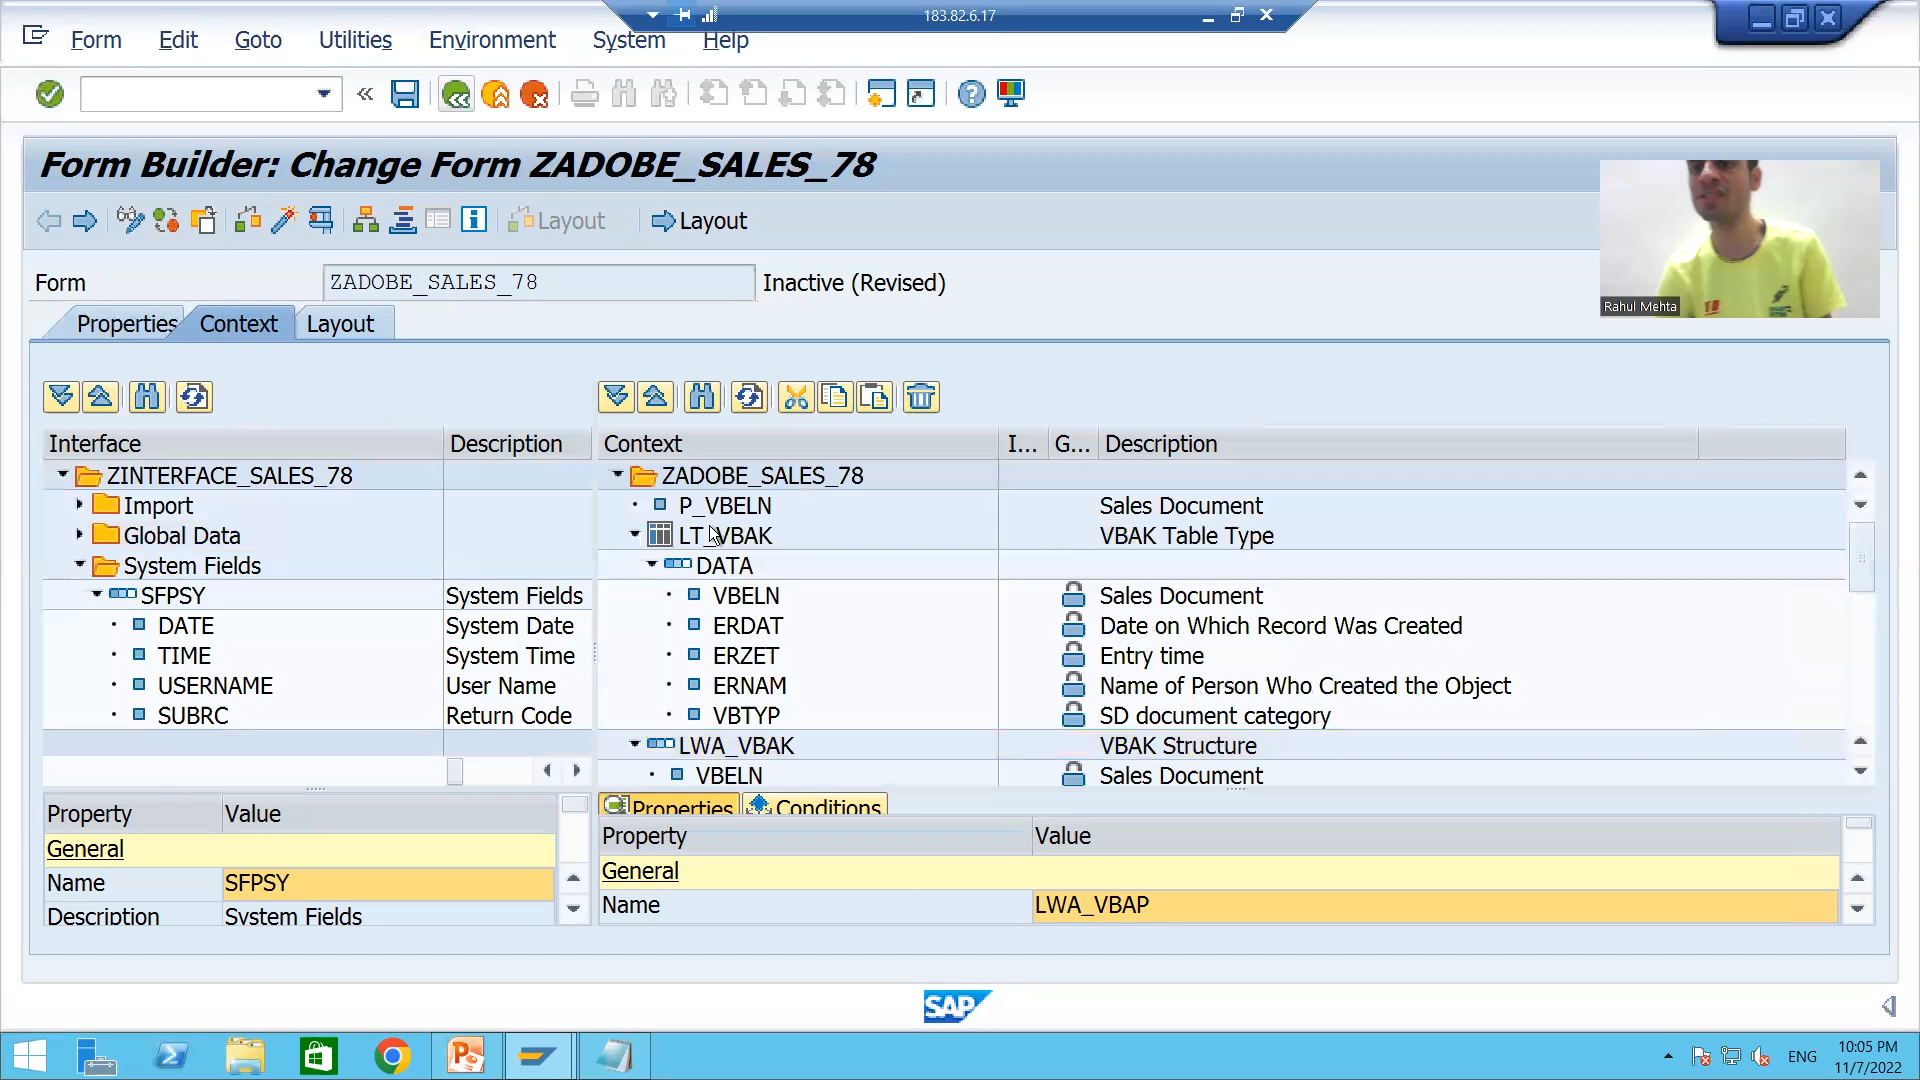 183.82.6.17
Form Edit Goto Utilities Environment System Help
Form Builder: Change Form ZADOBE_SALES_78
Layout Layout
Form ZADOBE_SALES_78 Inactive (Revised)
Rahul Mehta
Properties Context Layout
Interface Description Context I... G... Description
ZINTERFACE_SALES_78 ZADOBE_SALES_78
Import P_VBELN Sales Document
Global Data LT_VBAK VBAK Table Type
System Fields DATA
SFPSY System Fields VBELN Sales Document
DATE System Date ERDAT Date on Which Record Was Created
TIME System Time ERZET Entry time
USERNAME User Name ERNAM Name of Person Who Created the Object
SUBRC Return Code VBTYP SD document category
LWA_VBAK VBAK Structure
VBELN Sales Document
Property Value Properties Conditions
General Property Value
Name SFPSY General
Description System Fields Name LWA_VBAP
SAP
ENG 10:05 PM
11/7/2022